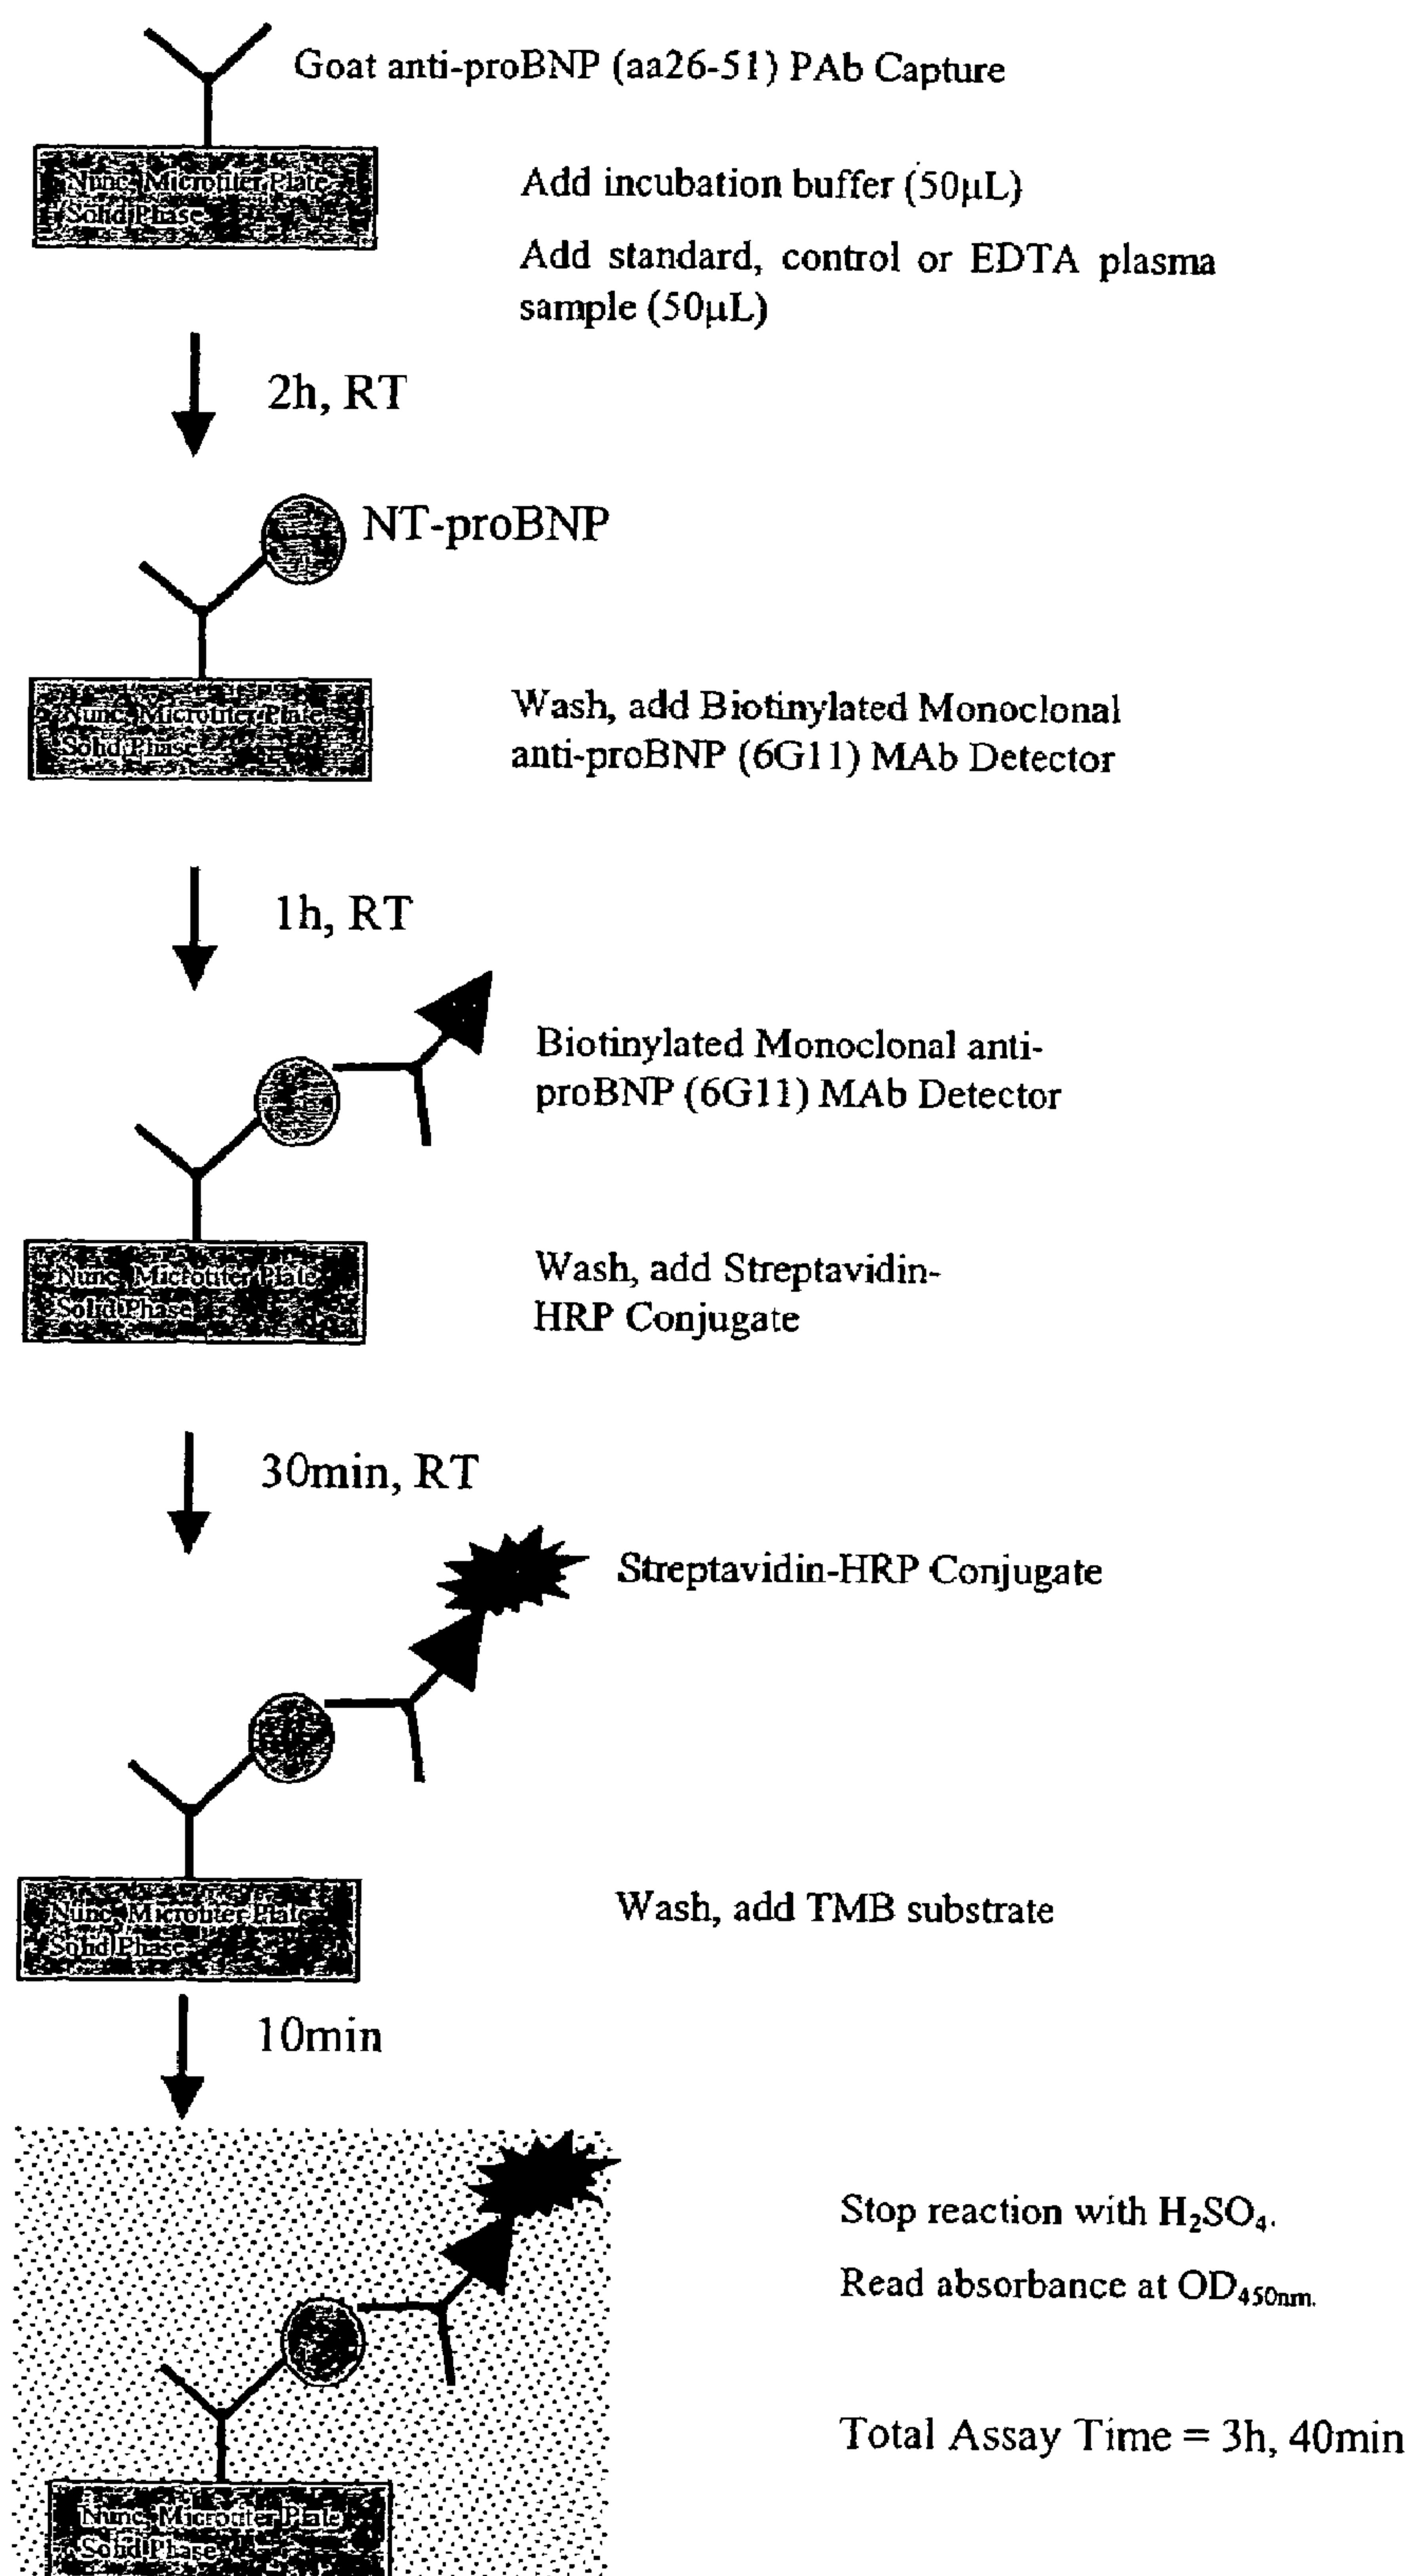 Goat anti-proBNP (aa26-51) PAb Capture
Nunc Microtiter Plate
Solid Phase
Add incubation buffer (50µL)
Add standard, control or EDTA plasma
sample (50µL)
2h, RT
NT-proBNP
Nunc Microtiter Plate
Solid Phase
Wash, add Biotinylated Monoclonal
anti-proBNP (6G11) MAb Detector
1h, RT
Biotinylated Monoclonal anti-
proBNP (6G11) MAb Detector
Nunc Microtiter Plate
Solid Phase
Wash, add Streptavidin-
HRP Conjugate
30min, RT
Streptavidin-HRP Conjugate
Nunc Microtiter Plate
Solid Phase
Wash, add TMB substrate
10min
Stop reaction with H₂SO₄.
Read absorbance at OD₄₅₀nm.
Total Assay Time = 3h, 40min
Nunc Microtiter Plate
Solid Phase